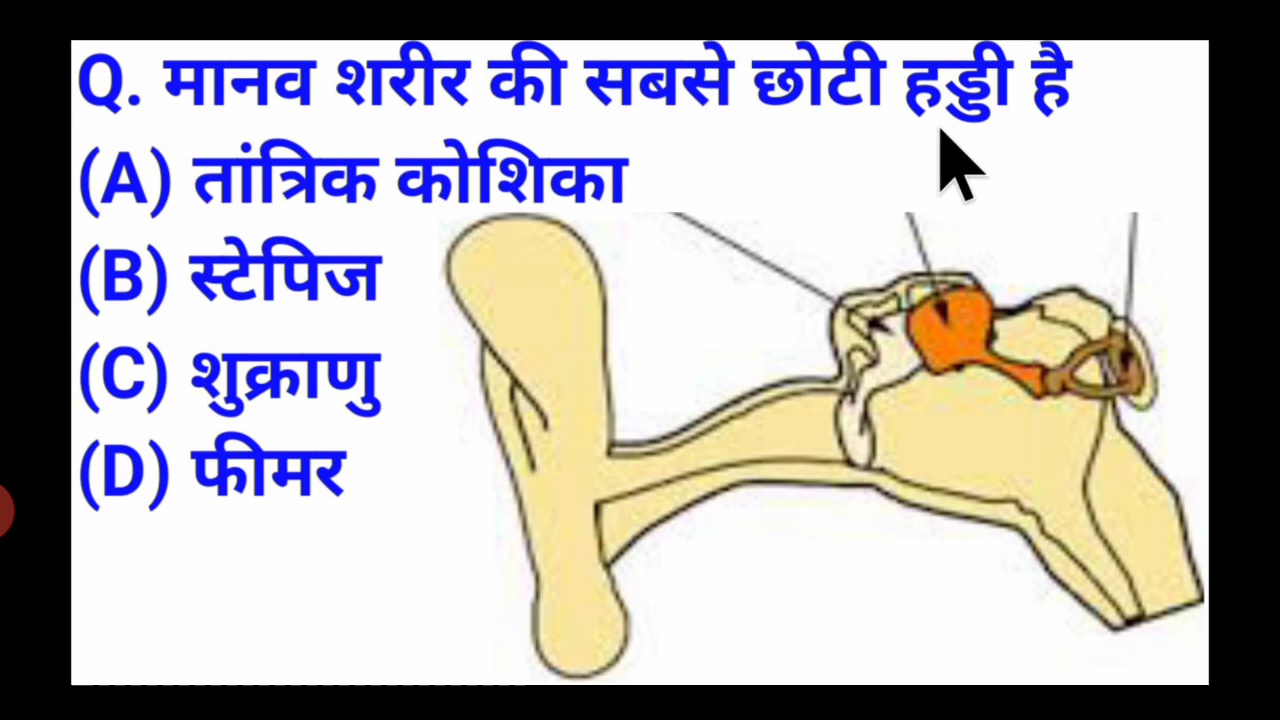 Q. मानव शरीर की सबसे छोटी हड्डी है
(A) तांत्रिक कोशिका
(B) स्टेपिज
(C) शुक्राणु
(D) फीमर